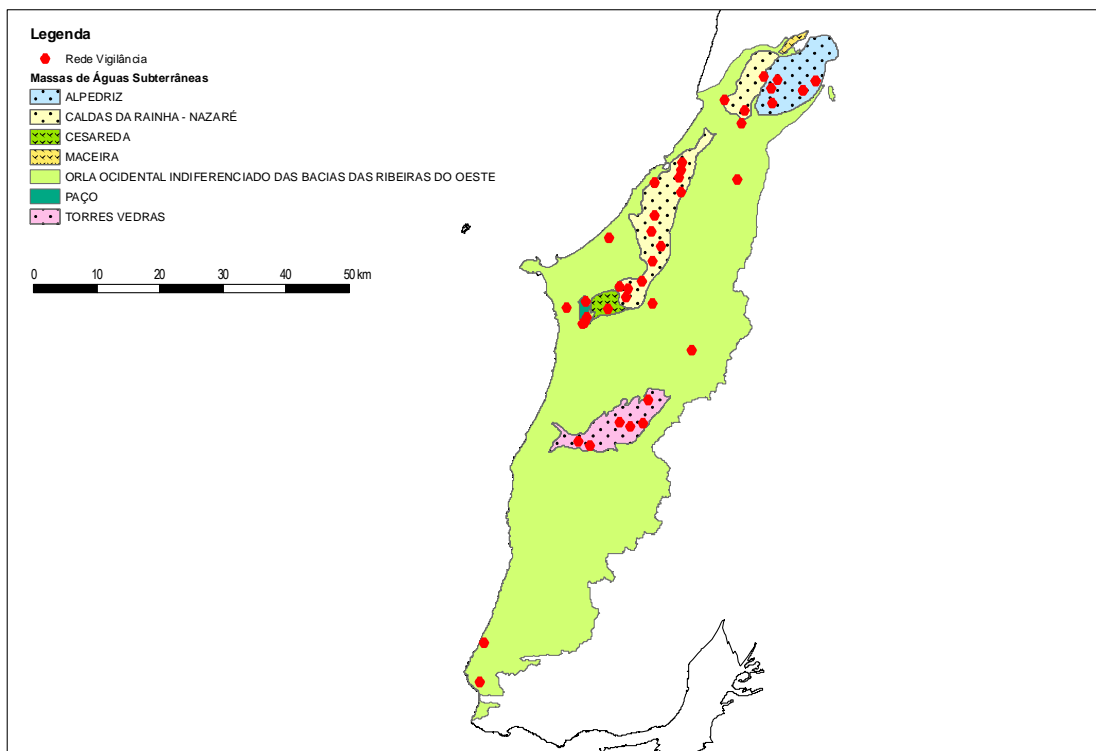 Legenda
Rede Vigilância
Massas de Águas Subterrâneas
ALPEDRIZ
CALDAS DA RAINHA - NAZARÉ
CESAREDA
MACEIRA
ORLA OCIDENTAL INDIFERENCIADO DAS BACIAS DAS RIBEIRAS DO OESTE
PAÇO
TORRES VEDRAS
0 10 20 30 40 50 km